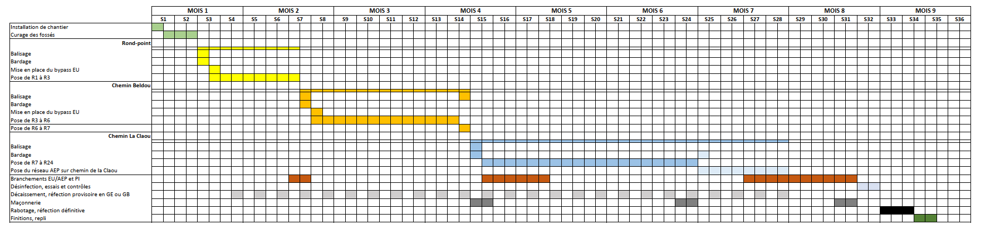 MOIS 1 MOIS 2 MOIS 3 MOIS 4 MOIS 5 MOIS 6 MOIS 7 MOIS 8 MOIS 9
S1 S2 S3 S4 S5 S6 S7 S8 S9 S10 S11 S12 S13 S14 S15 S16 S17 S18 S19 S20 S21 S22 S23 S24 S25 S26 S27 S28 S29 S30 S31 S32 S33 S34 S35 S36
Installation de chantier
Curage des fossés
Rond-point
Balisage
Bardage
Mise en place du bypass EU
Pose de R1 à R3
Chemin Beldou
Balisage
Bardage
Mise en place du bypass EU
Pose de R3 à R6
Pose de R6 à R7
Chemin La Claou
Balisage
Bardage
Pose de R7 à R24
Pose du réseau AEP sur chemin de la Claou
Branchements EU/AEP et PI
Désinfection, essais et contrôles
Décaissement, réfection provisoire en GE ou GB
Maçonnerie
Rabotage, réfection définitive
Finitions, repli